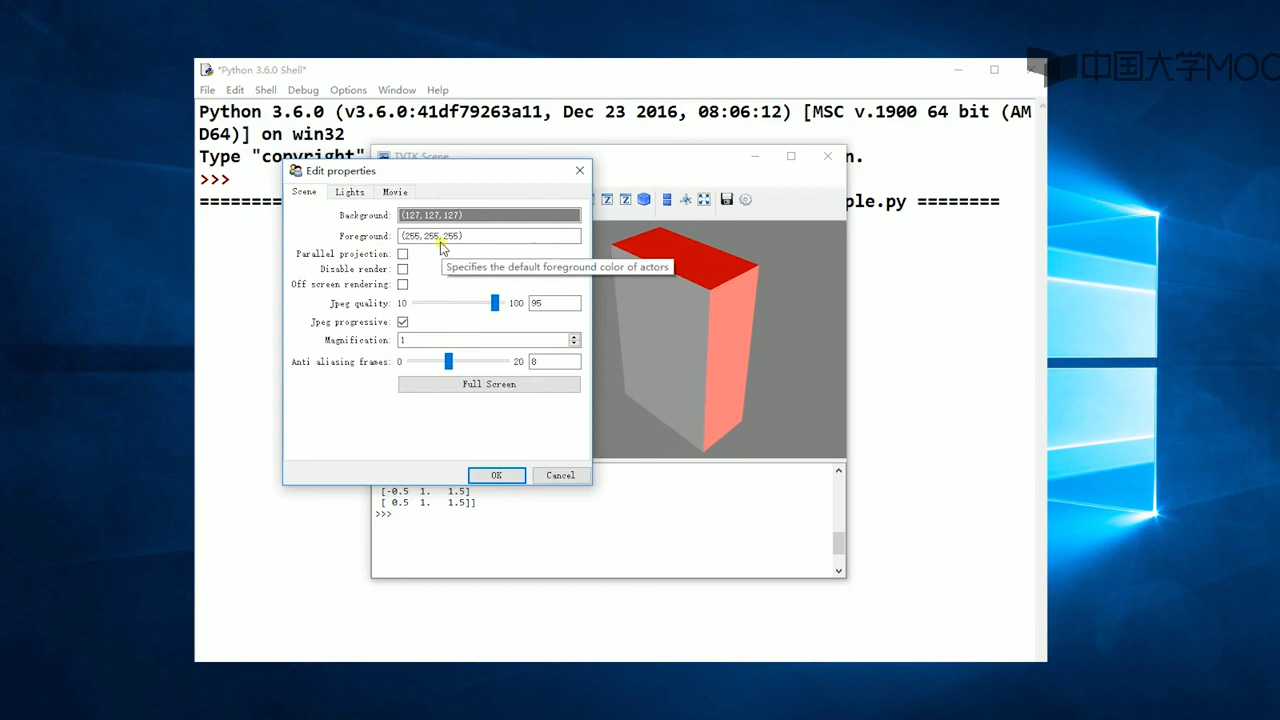 *Python 3.6.0 Shell*
中国大学MOO
File Edit Shell Debug Options Window Help
Python 3.6.0 (v3.6.0:41df79263a11, Dec 23 2016, 08:06:12) [MSC v.1900 64 bit (AM
D64)] on win32
Type "copyright" n.
TVTK Scene
>>>
========== ple.py ========
Edit properties
Scene Lights Movie
Background: (127,127,127)
Foreground: (255,255,255)
Parallel projection:
Specifies the default foreground color of actors
Disable render:
Off screen rendering:
Jpeg quality: 10 100 95
Jpeg progressive:
Magnification: 1
Anti aliasing frames: 0 20 8
Full Screen
OK Cancel
[-0.5 1. 1.5]
[ 0.5 1. 1.5]]
>>>